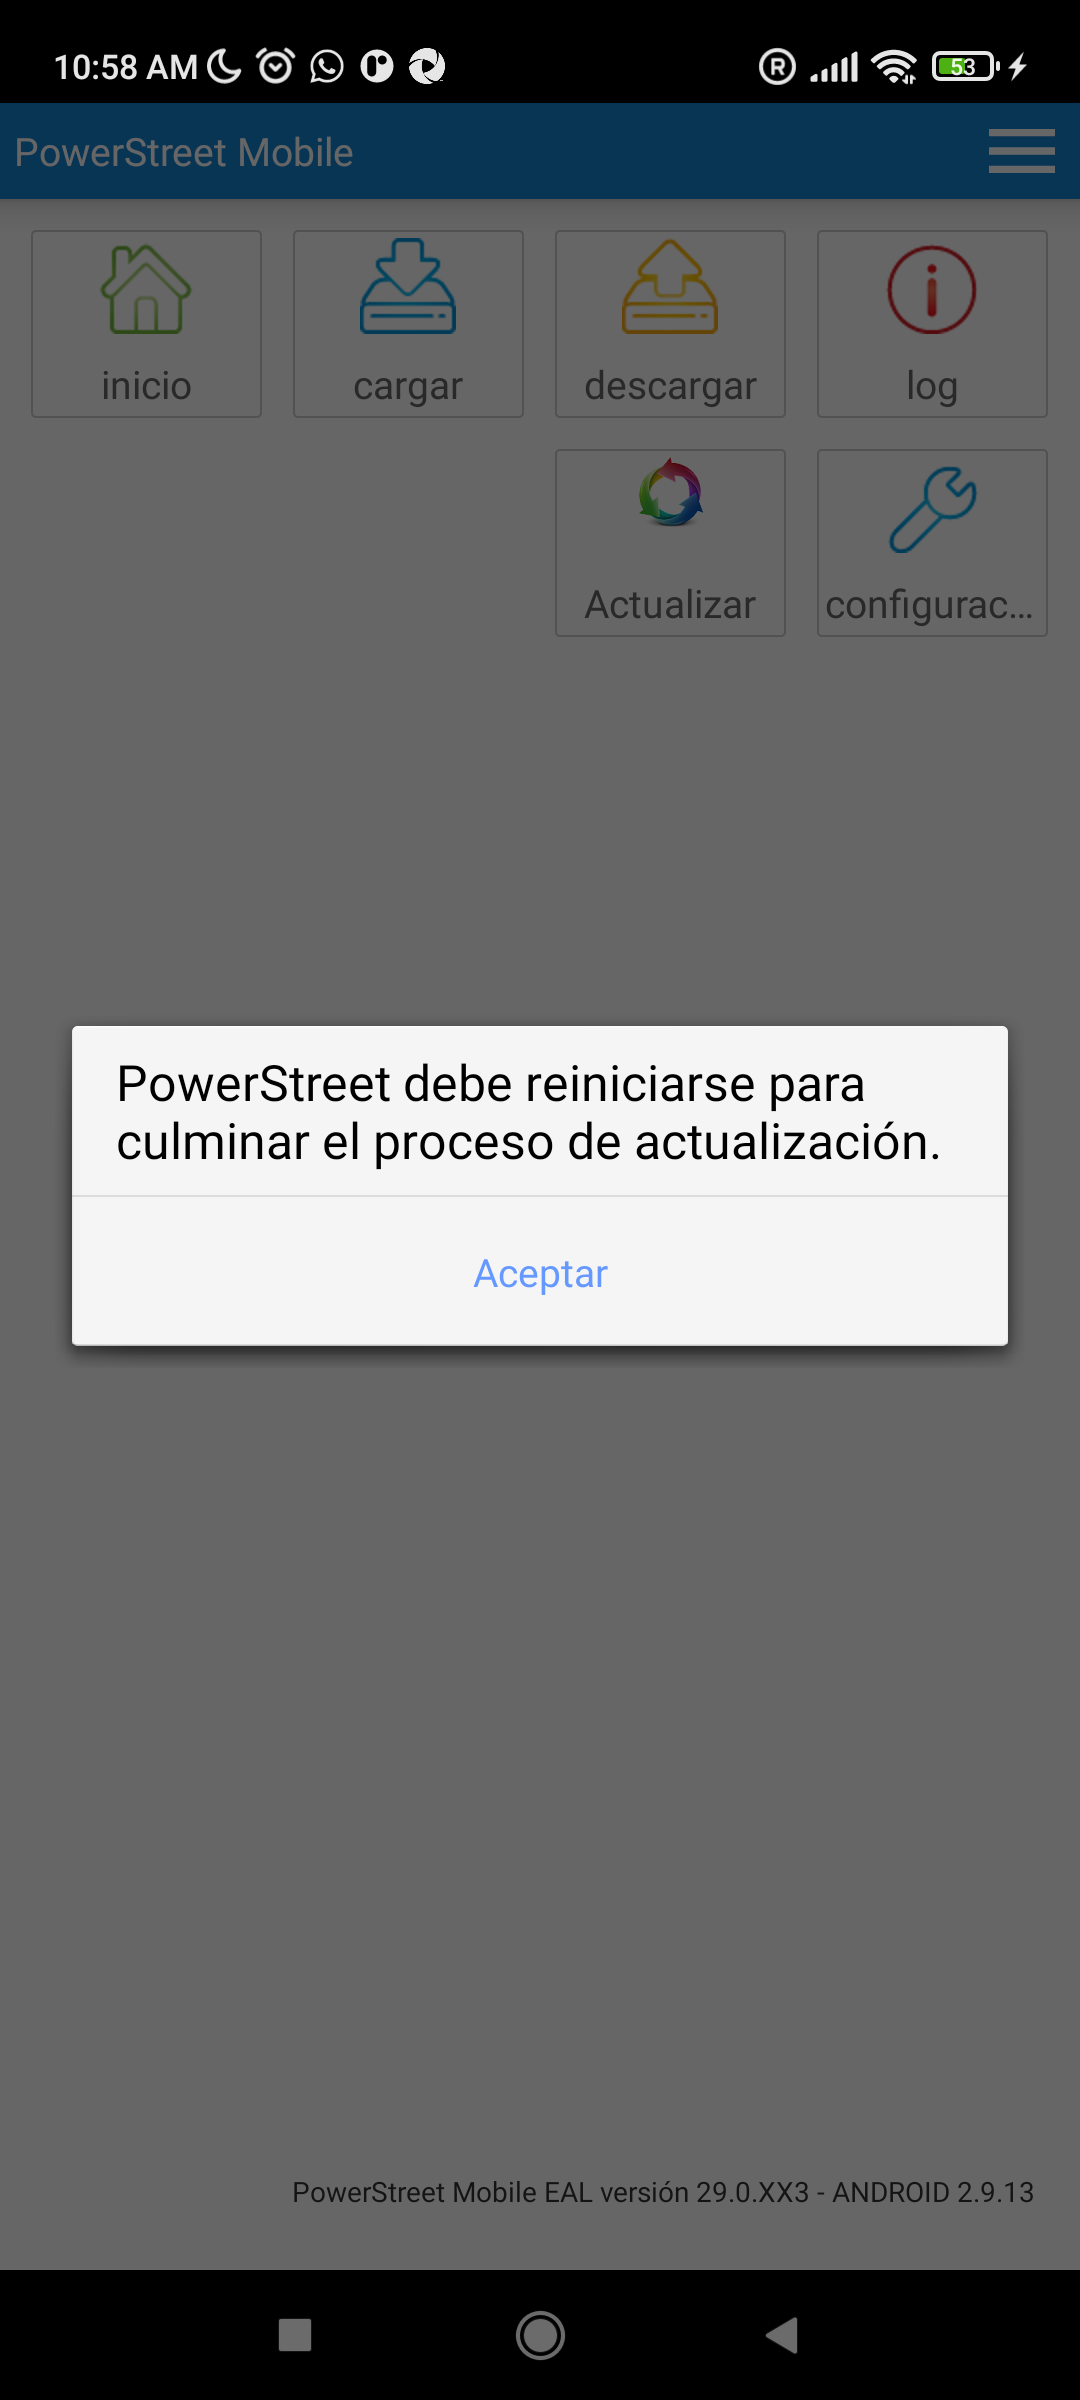 10:58 AM
53
PowerStreet Mobile
inicio
cargar
descargar
log
Actualizar
configurac...
PowerStreet debe reiniciarse para
culminar el proceso de actualización.
Aceptar
PowerStreet Mobile EAL versión 29.0.XX3 - ANDROID 2.9.13